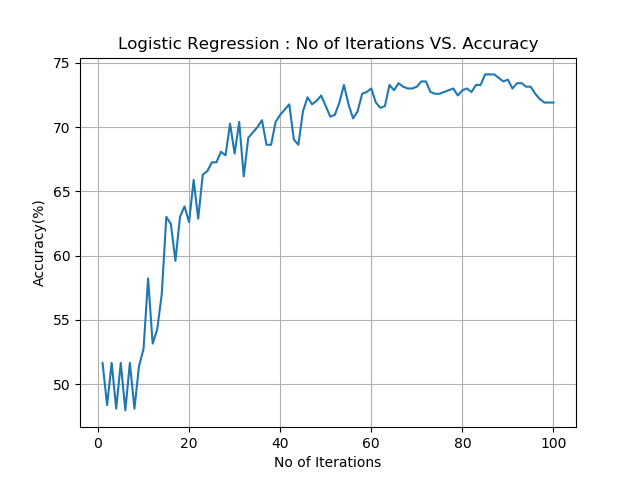 Logistic Regression : No of Iterations VS. Accuracy
75
70
65
60
55
50
Accuracy(%)
0 20 40 60 80 100
No of Iterations